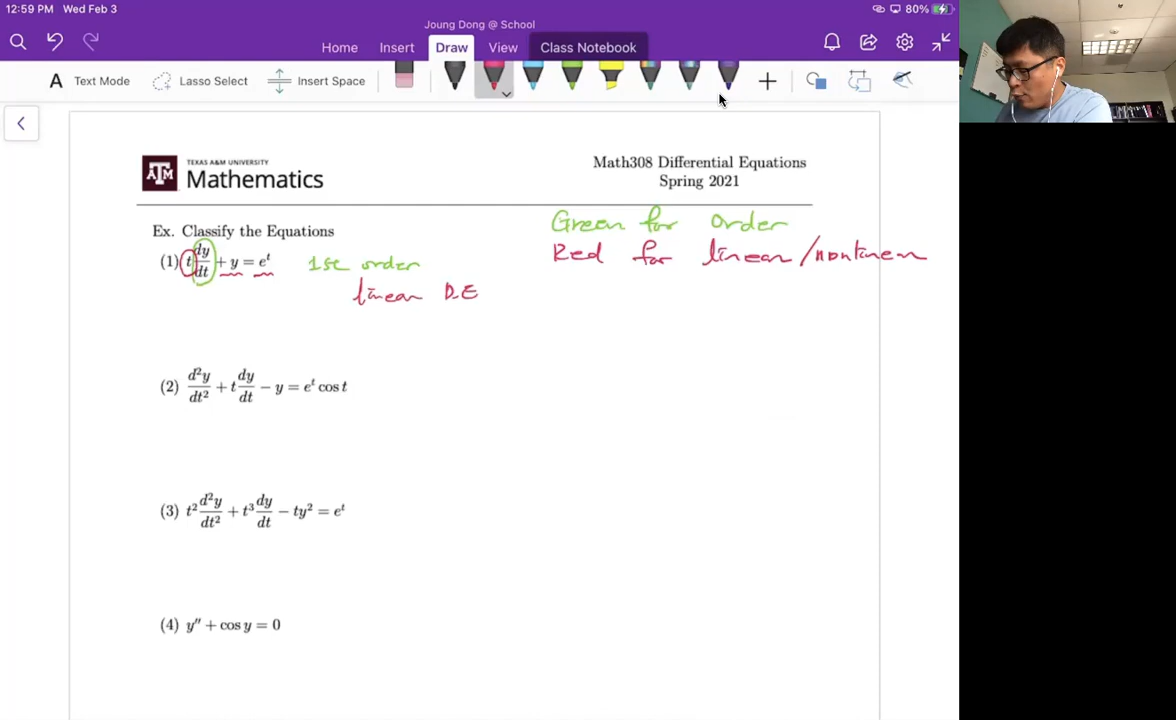 12:59 PM Wed Feb 3
80%
Joung Dong @ School
Home Insert Draw View Class Notebook
Text Mode Lasso Select Insert Space
TEXAS A&M UNIVERSITY
Mathematics
Math308 Differential Equations
Spring 2021
Green for order
Red for linear/nonlinear
Ex. Classify the Equations
(1) t dy/dt + y = e^t 1st order
linear D.E
(2) d²y/dt² + t dy/dt − y = e^t cos t
(3) t² d²y/dt² + t³ dy/dt − ty² = e^t
(4) y″ + cos y = 0